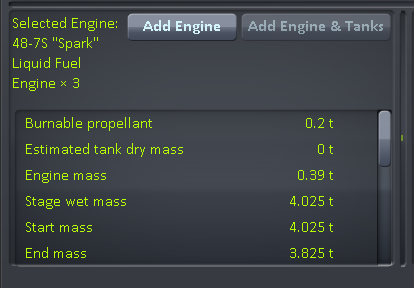 Selected Engine:
48-7S "Spark"
Liquid Fuel
Engine × 3
Add Engine
Add Engine & Tanks
Burnable propellant 0.2 t
Estimated tank dry mass 0 t
Engine mass 0.39 t
Stage wet mass 4.025 t
Start mass 4.025 t
End mass 3.825 t